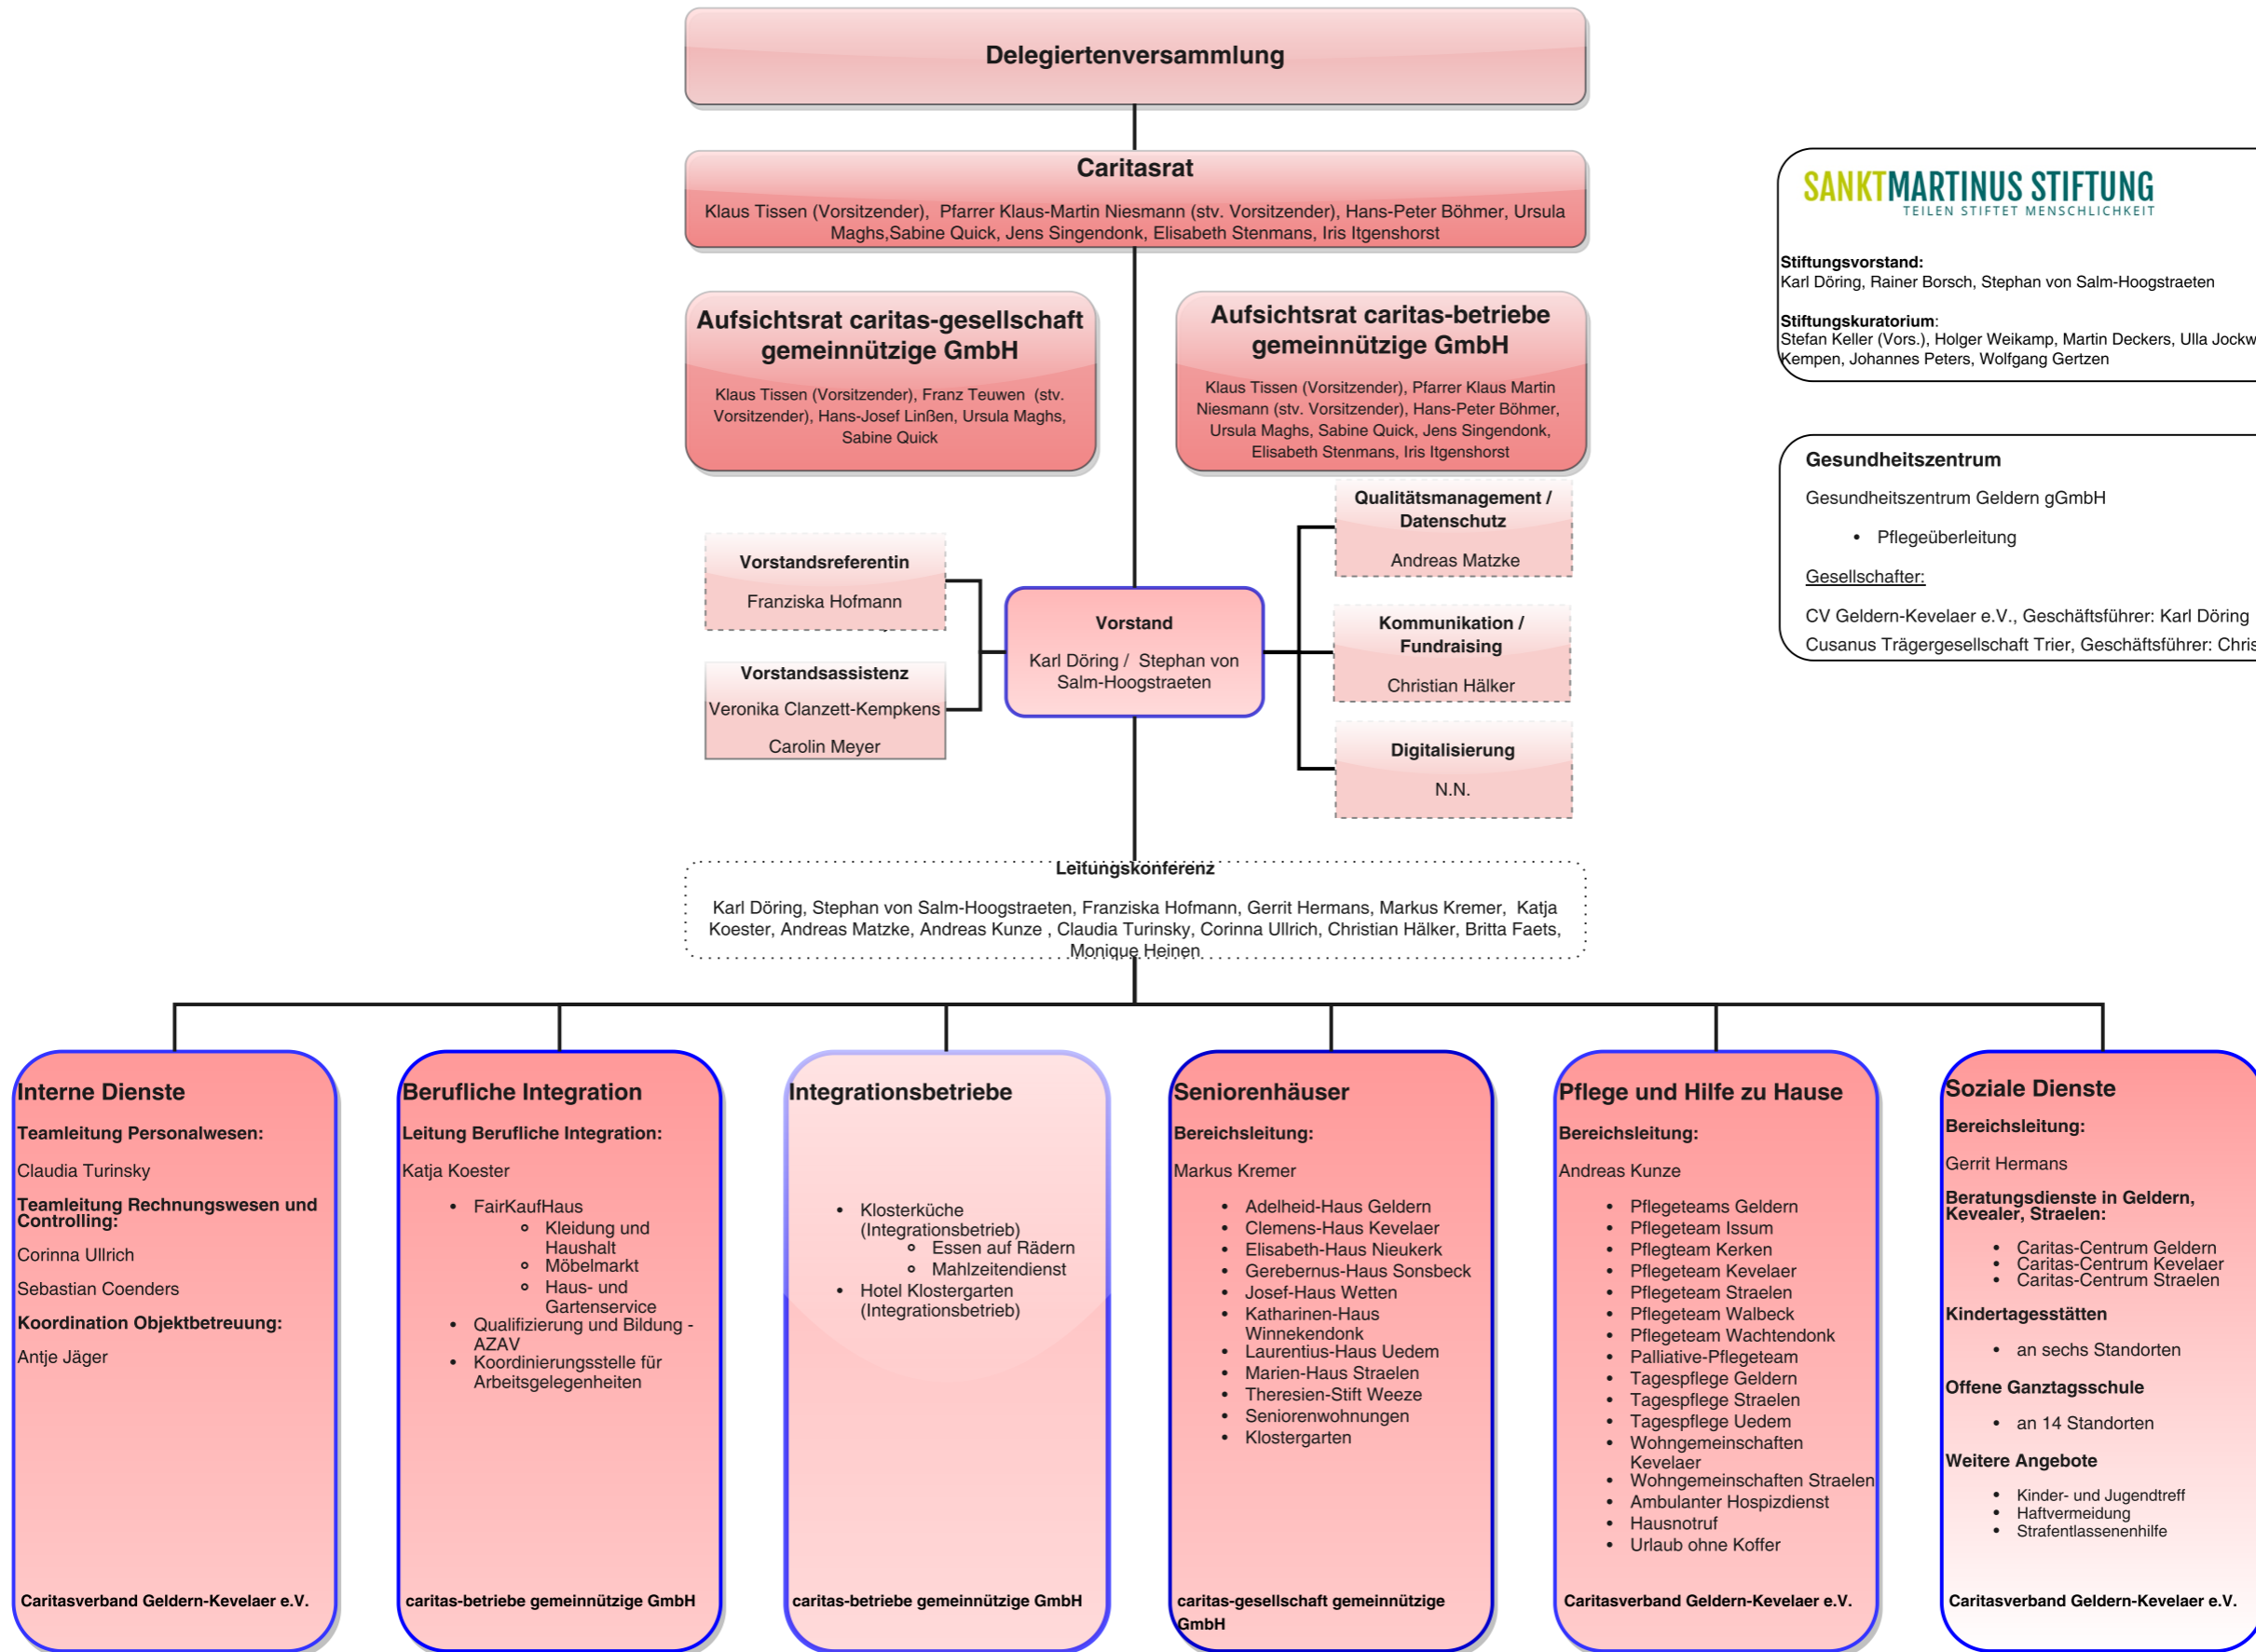 Delegiertenversammlung
Caritasrat
Klaus Tissen (Vorsitzender), Pfarrer Klaus-Martin Niesmann (stv. Vorsitzender), Hans-Peter Böhmer, Ursula
Maghs,Sabine Quick, Jens Singendonk, Elisabeth Stenmans, Iris Itgenshorst
SANKTMARTINUS STIFTUNG
TEILEN STIFTET MENSCHLICHKEIT
Stiftungsvorstand:
Karl Döring, Rainer Borsch, Stephan von Salm-Hoogstraeten
Stiftungskuratorium:
Stefan Keller (Vors.), Holger Weikamp, Martin Deckers, Ulla Jockw
Kempen, Johannes Peters, Wolfgang Gertzen
Aufsichtsrat caritas-gesellschaft
gemeinnützige GmbH
Klaus Tissen (Vorsitzender), Franz Teuwen (stv.
Vorsitzender), Hans-Josef Linßen, Ursula Maghs,
Sabine Quick
Aufsichtsrat caritas-betriebe
gemeinnützige GmbH
Klaus Tissen (Vorsitzender), Pfarrer Klaus Martin
Niesmann (stv. Vorsitzender), Hans-Peter Böhmer,
Ursula Maghs, Sabine Quick, Jens Singendonk,
Elisabeth Stenmans, Iris Itgenshorst
Gesundheitszentrum
Gesundheitszentrum Geldern gGmbH
• Pflegeüberleitung
Gesellschafter:
CV Geldern-Kevelaer e.V., Geschäftsführer: Karl Döring
Cusanus Trägergesellschaft Trier, Geschäftsführer: Chris
Vorstandsreferentin
Franziska Hofmann
Vorstandsassistenz
Veronika Clanzett-Kempkens
Carolin Meyer
Vorstand
Karl Döring / Stephan von
Salm-Hoogstraeten
Qualitätsmanagement /
Datenschutz
Andreas Matzke
Kommunikation /
Fundraising
Christian Hälker
Digitalisierung
N.N.
Leitungskonferenz
Karl Döring, Stephan von Salm-Hoogstraeten, Franziska Hofmann, Gerrit Hermans, Markus Kremer, Katja
Koester, Andreas Matzke, Andreas Kunze , Claudia Turinsky, Corinna Ullrich, Christian Hälker, Britta Faets,
Monique Heinen
Interne Dienste
Teamleitung Personalwesen:
Claudia Turinsky
Teamleitung Rechnungswesen und
Controlling:
Corinna Ullrich
Sebastian Coenders
Koordination Objektbetreuung:
Antje Jäger
Caritasverband Geldern-Kevelaer e.V.
Berufliche Integration
Leitung Berufliche Integration:
Katja Koester
• FairKaufHaus
◦ Kleidung und
Haushalt
◦ Möbelmarkt
◦ Haus- und
Gartenservice
• Qualifizierung und Bildung -
AZAV
• Koordinierungsstelle für
Arbeitsgelegenheiten
caritas-betriebe gemeinnützige GmbH
Integrationsbetriebe
• Klosterküche
(Integrationsbetrieb)
◦ Essen auf Rädern
◦ Mahlzeitendienst
• Hotel Klostergarten
(Integrationsbetrieb)
caritas-betriebe gemeinnützige GmbH
Seniorenhäuser
Bereichsleitung:
Markus Kremer
• Adelheid-Haus Geldern
• Clemens-Haus Kevelaer
• Elisabeth-Haus Nieukerk
• Gerebernus-Haus Sonsbeck
• Josef-Haus Wetten
• Katharinen-Haus
Winnekendonk
• Laurentius-Haus Uedem
• Marien-Haus Straelen
• Theresien-Stift Weeze
• Seniorenwohnungen
• Klostergarten
caritas-gesellschaft gemeinnützige
GmbH
Pflege und Hilfe zu Hause
Bereichsleitung:
Andreas Kunze
• Pflegeteams Geldern
• Pflegeteam Issum
• Pflegteam Kerken
• Pflegeteam Kevelaer
• Pflegeteam Straelen
• Pflegeteam Walbeck
• Pflegeteam Wachtendonk
• Palliative-Pflegeteam
• Tagespflege Geldern
• Tagespflege Straelen
• Tagespflege Uedem
• Wohngemeinschaften
Kevelaer
• Wohngemeinschaften Straelen
• Ambulanter Hospizdienst
• Hausnotruf
• Urlaub ohne Koffer
Caritasverband Geldern-Kevelaer e.V.
Soziale Dienste
Bereichsleitung:
Gerrit Hermans
Beratungsdienste in Geldern,
Kevealer, Straelen:
• Caritas-Centrum Geldern
• Caritas-Centrum Kevelaer
• Caritas-Centrum Straelen
Kindertagesstätten
• an sechs Standorten
Offene Ganztagsschule
• an 14 Standorten
Weitere Angebote
• Kinder- und Jugendtreff
• Haftvermeidung
• Strafentlassenenhilfe
Caritasverband Geldern-Kevelaer e.V.